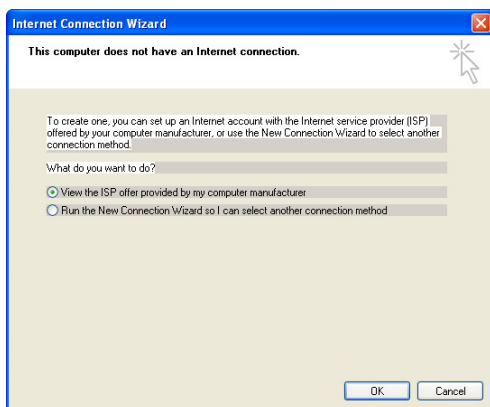 Internet Connection Wizard
This computer does not have an Internet connection.
To create one, you can set up an Internet account with the Internet service provider (ISP)
offered by your computer manufacturer, or use the New Connection Wizard to select another
connection method.
What do you want to do?
View the ISP offer provided by my computer manufacturer
Run the New Connection Wizard so I can select another connection method
OK Cancel